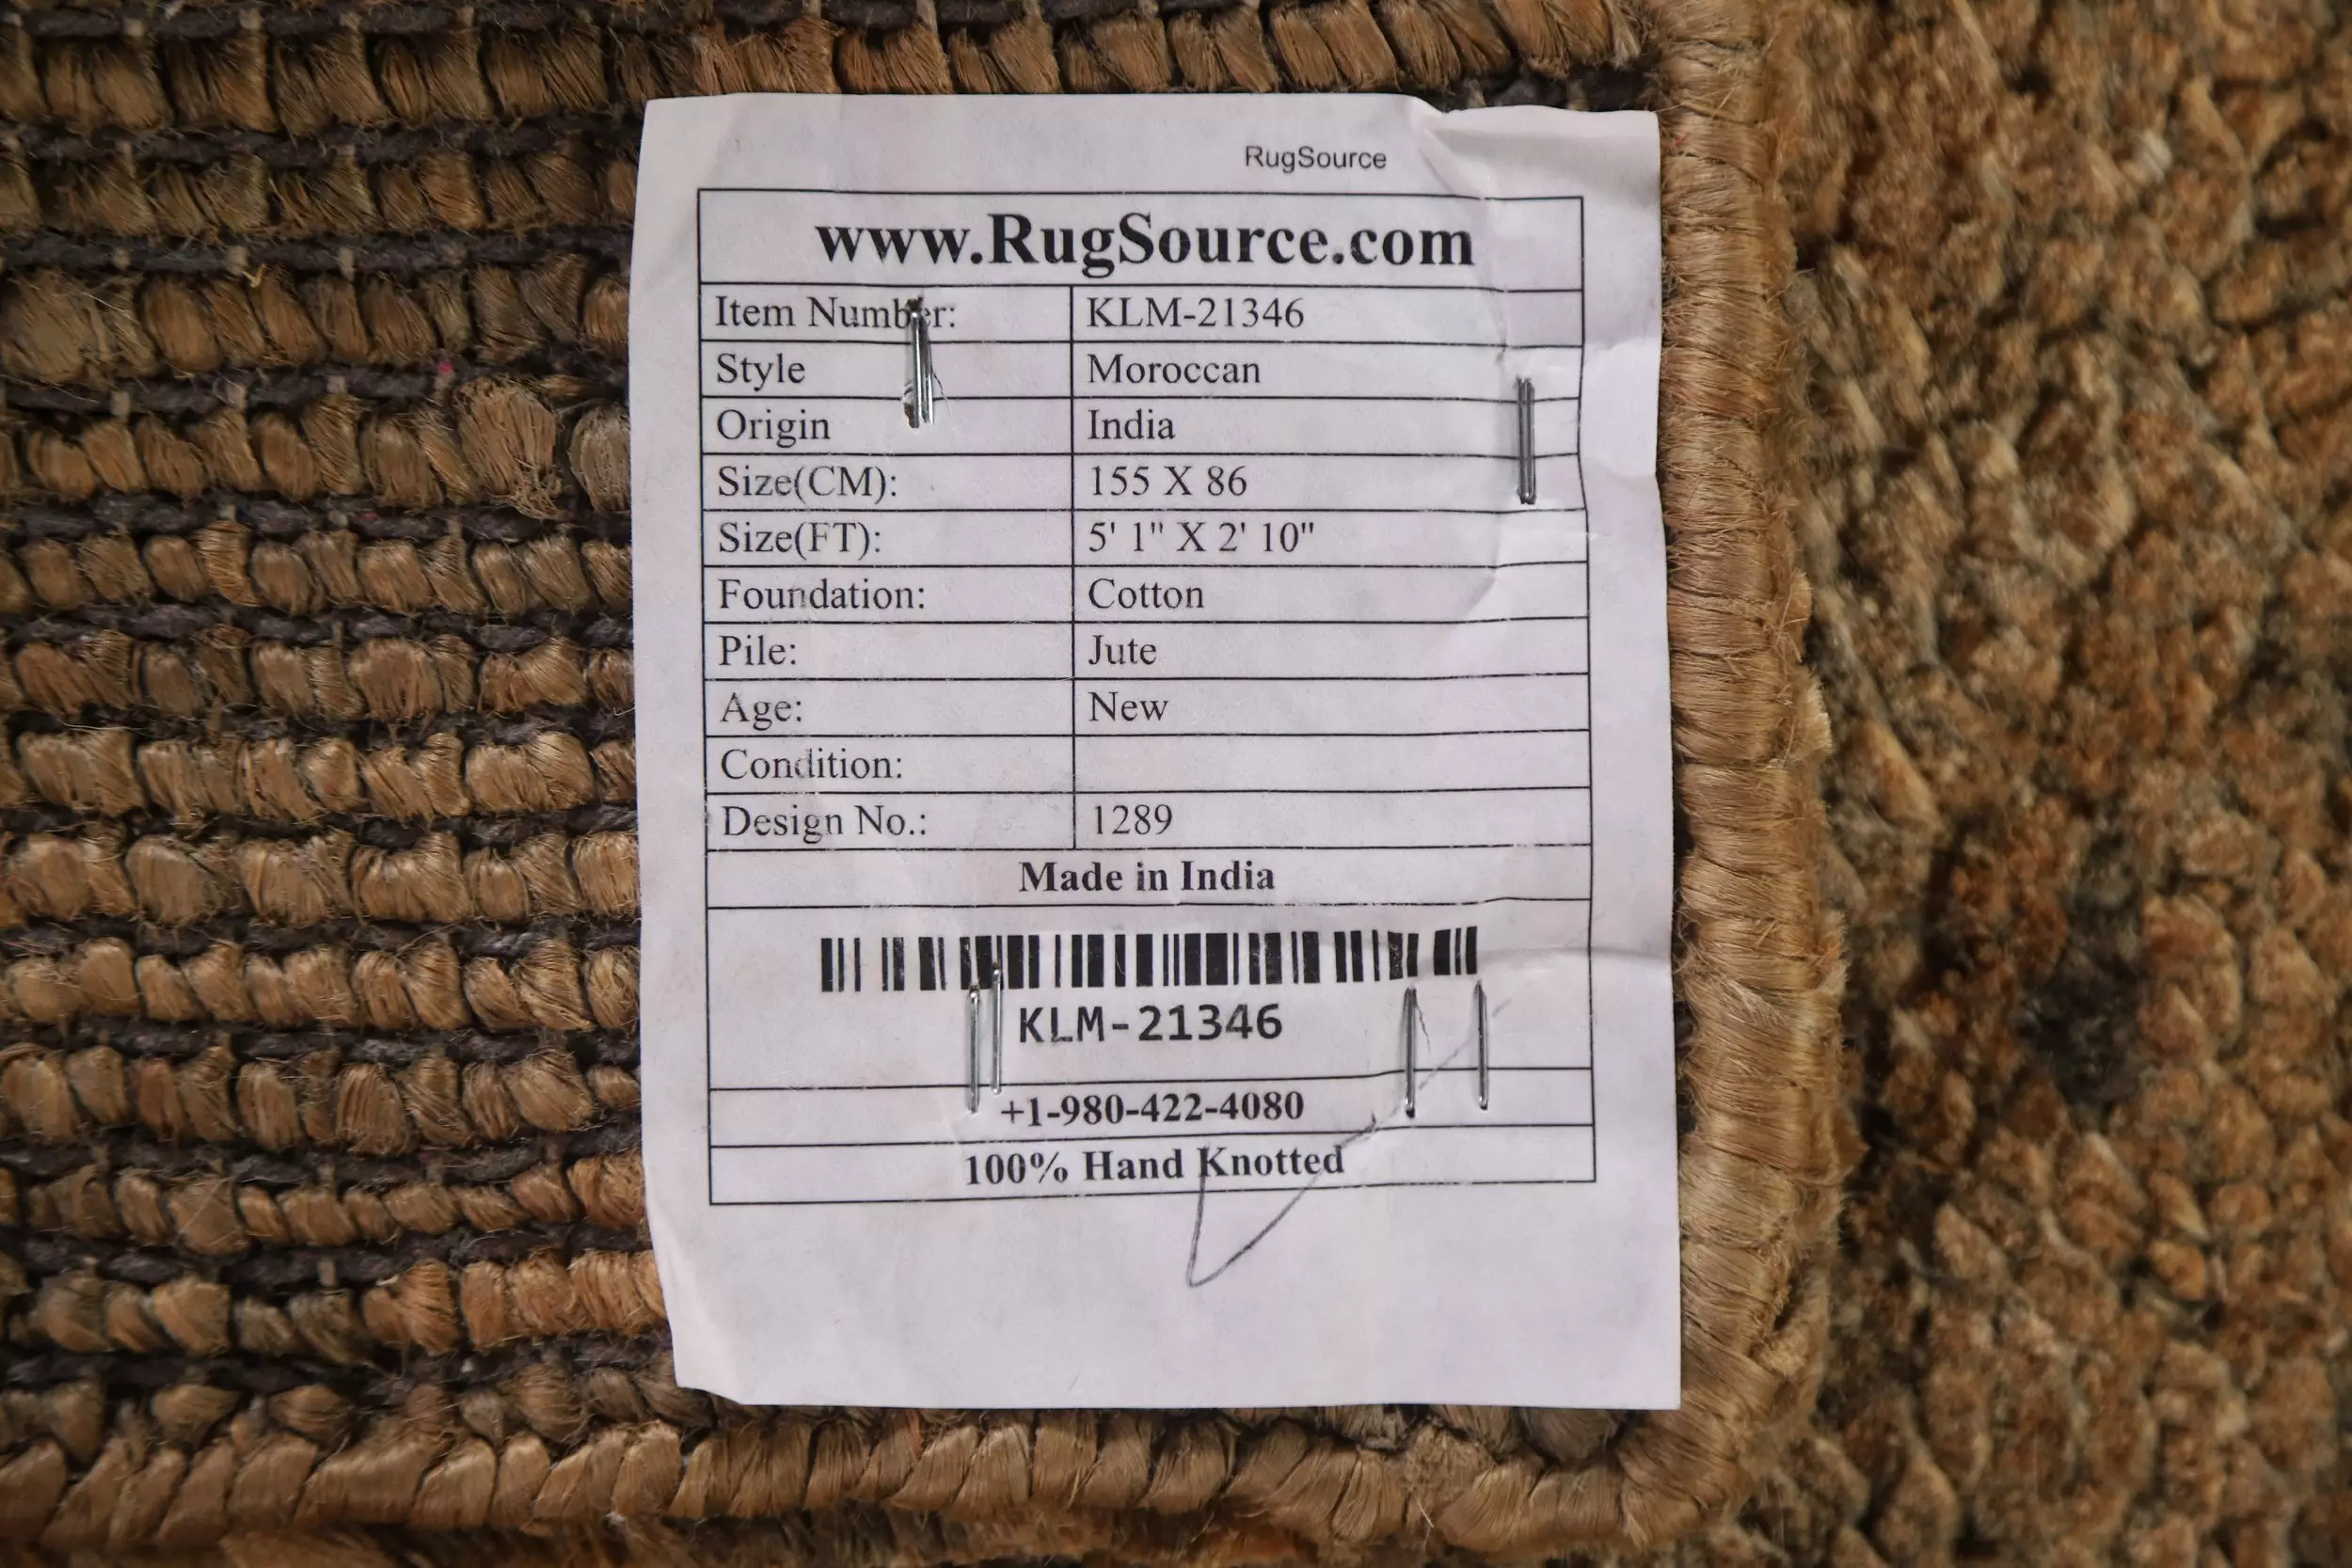 RugSource
www.RugSource.com
Item Number: KLM-21346
Style Moroccan
Origin India
Size(CM): 155 X 86
Size(FT): 5' 1" X 2' 10"
Foundation: Cotton
Pile: Jute
Age: New
Condition:
Design No.: 1289
Made in India
KLM-21346
+1-980-422-4080
100% Hand Knotted